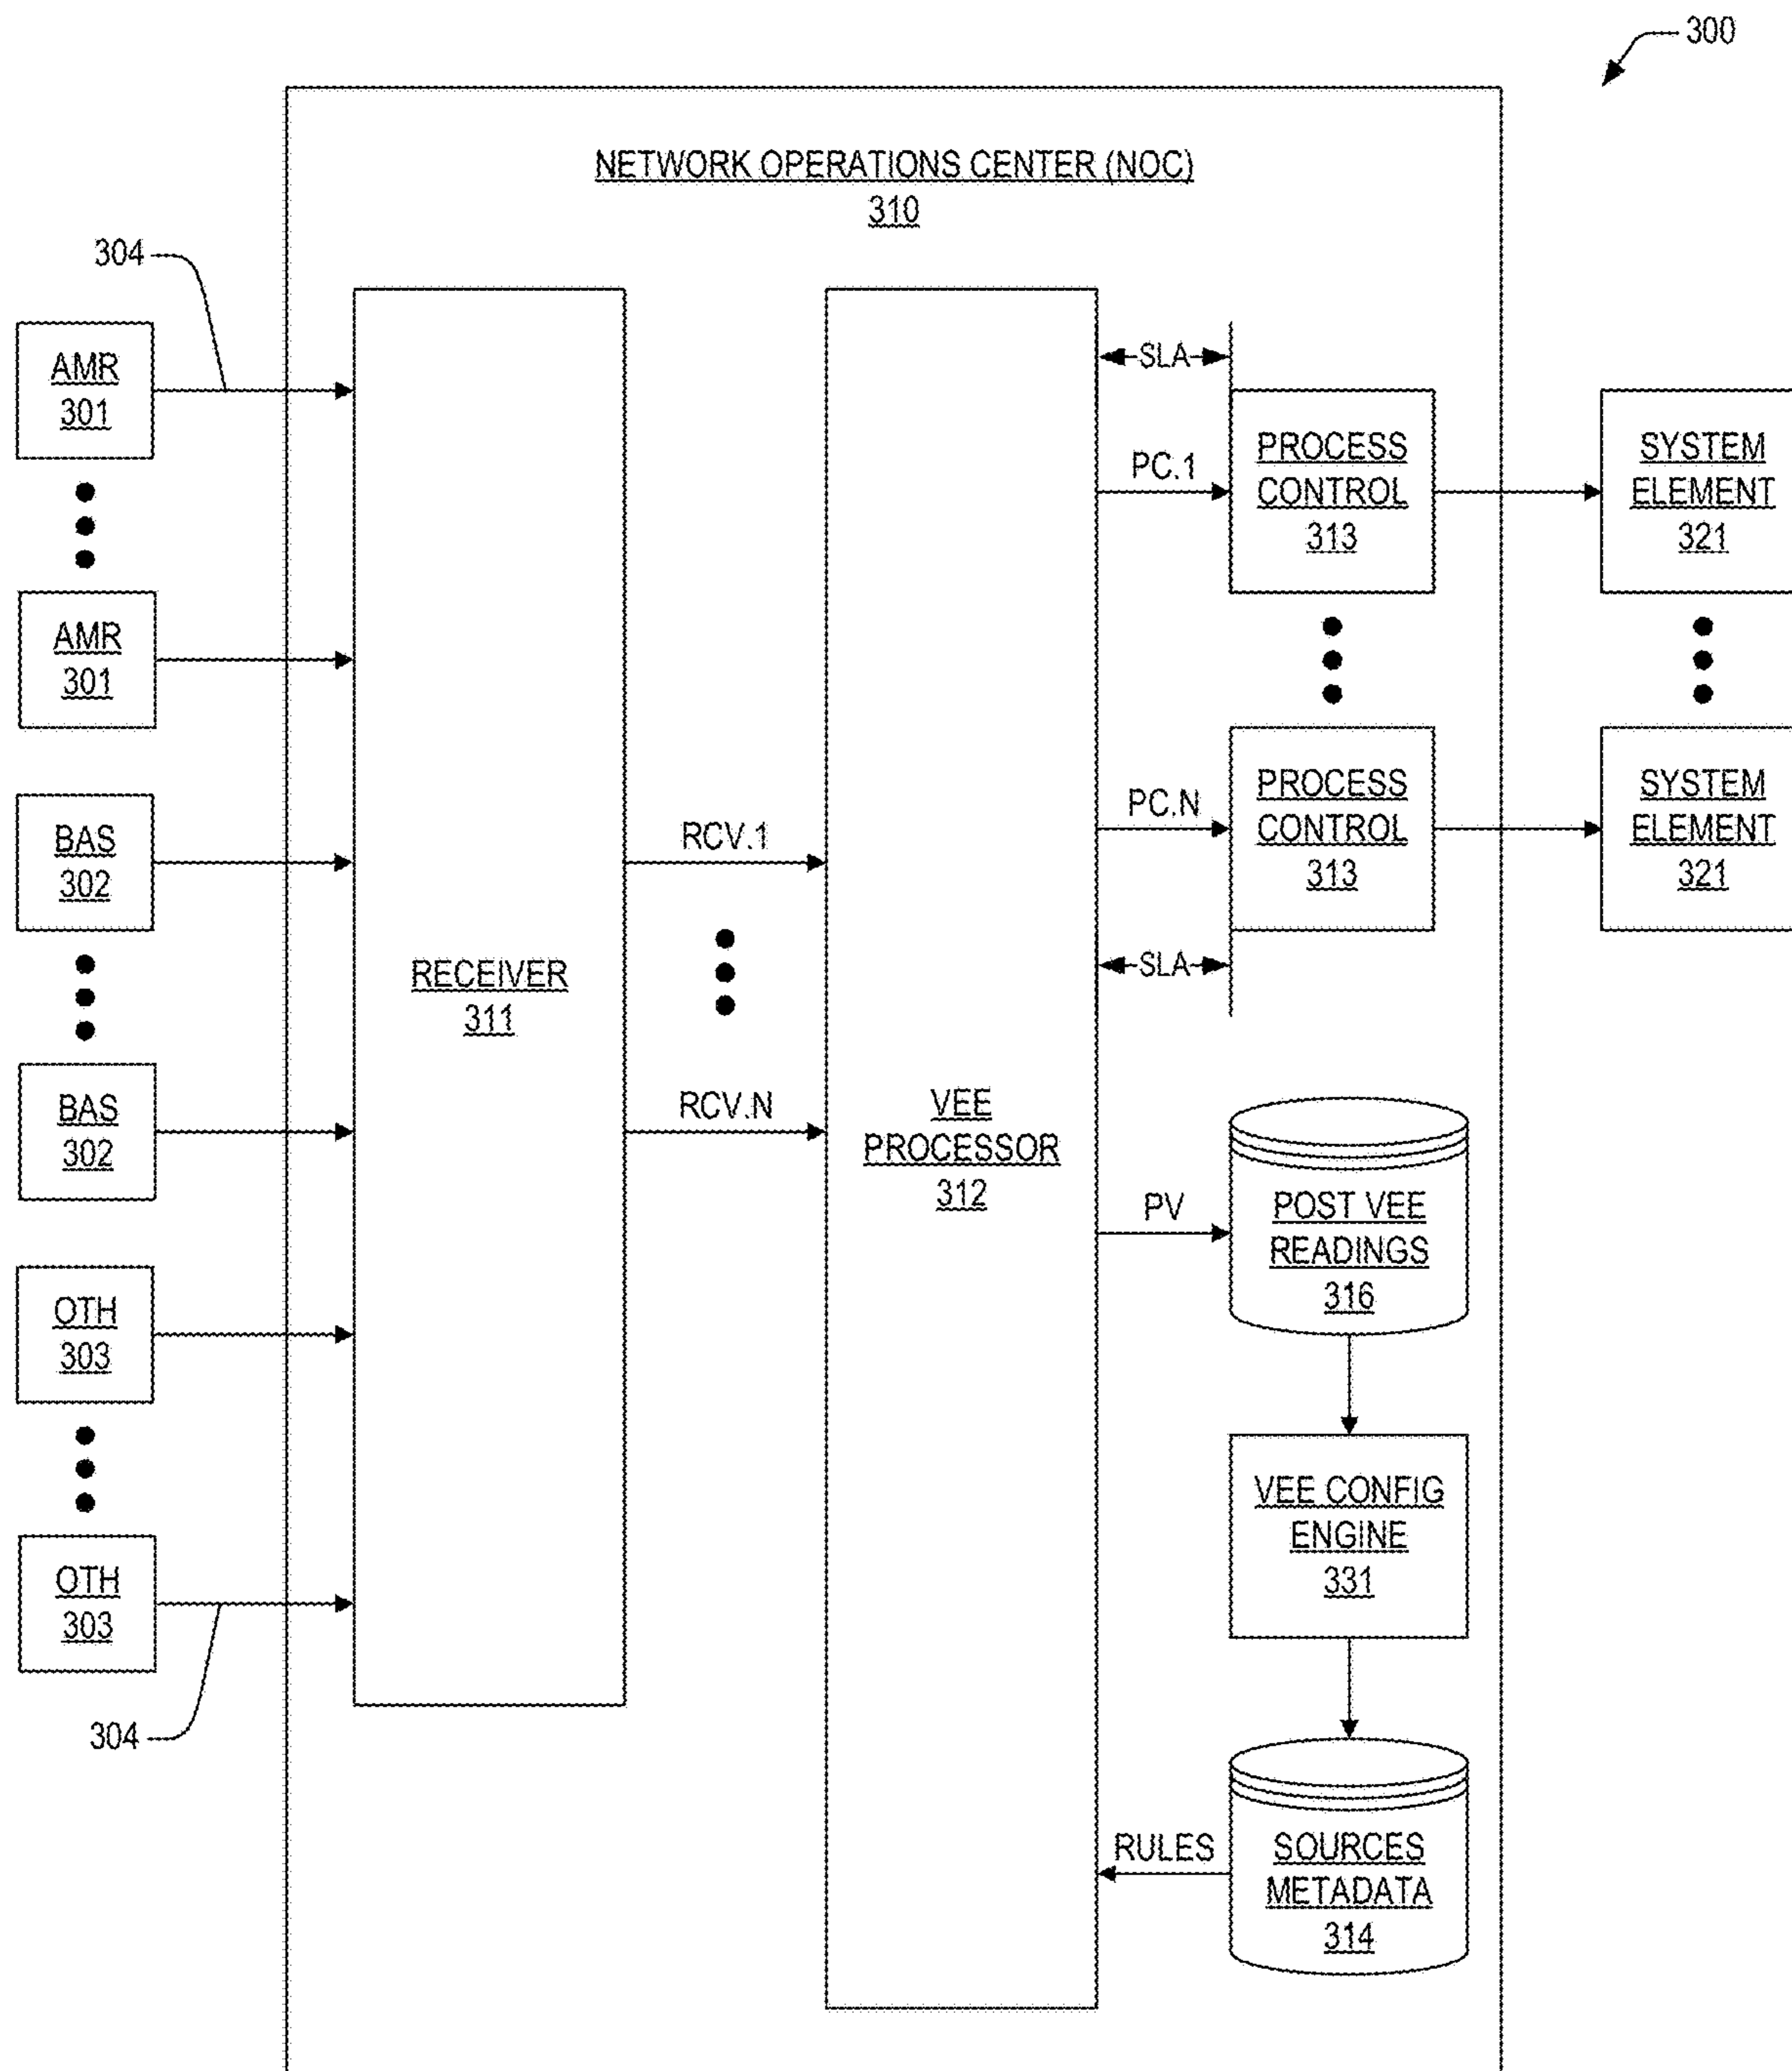 300
NETWORK OPERATIONS CENTER (NOC)
310
304
AMR
301
AMR
301
BAS
302
BAS
302
OTH
303
OTH
303
304
RECEIVER
311
RCV.1
RCV.N
VEE
PROCESSOR
312
SLA
PC.1
PROCESS
CONTROL
313
SYSTEM
ELEMENT
321
PC.N
PROCESS
CONTROL
313
SYSTEM
ELEMENT
321
SLA
PV
POST VEE
READINGS
316
VEE CONFIG
ENGINE
331
RULES
SOURCES
METADATA
314